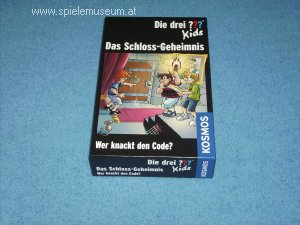 www.spielemuseum.at
Die drei ???
Kids
Das Schloss-Geheimnis
Wer knackt den Code?
KOSMOS
Die drei ???
Kids
Das Schloss-Geheimnis
Wer knackt den Code?
KOSMOS